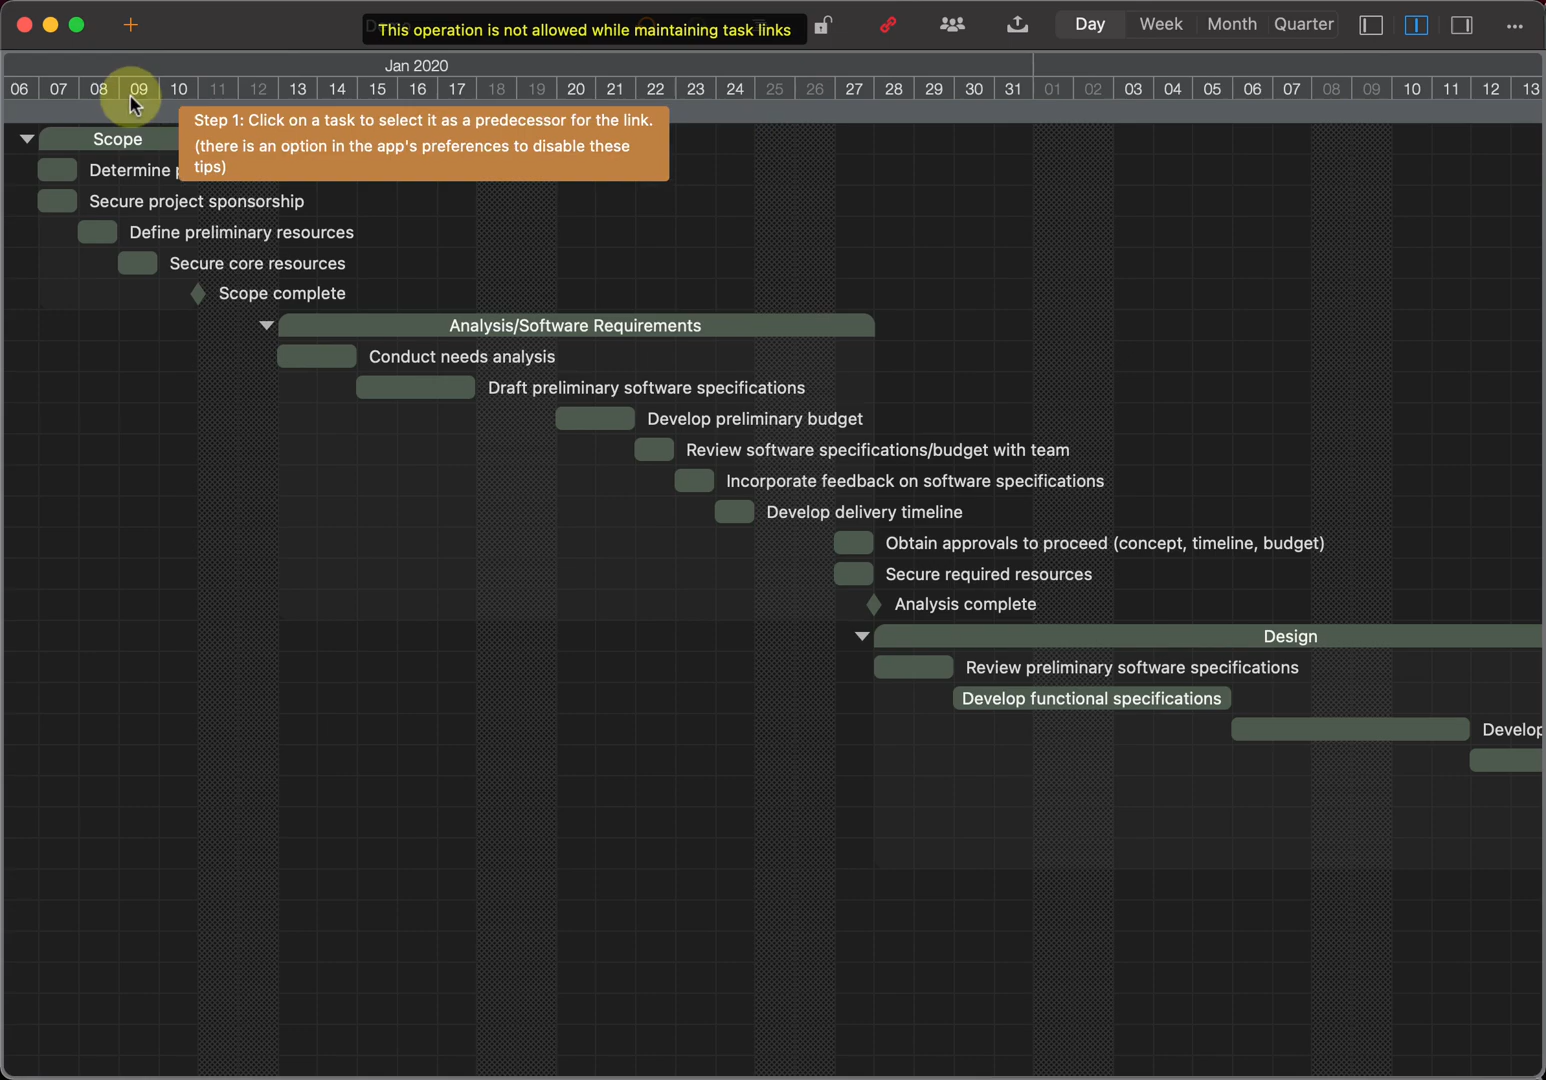 This operation is not allowed while maintaining task links
Day Week Month Quarter
Jan 2020
06 07 08 09 10 11 12 13 14 15 16 17 18 19 20 21 22 23 24 25 26 27 28 29 30 31 01 02 03 04 05 06 07 08 09 10 11 12 13
Step 1: Click on a task to select it as a predecessor for the link.
(there is an option in the app's preferences to disable these
tips)
Scope
Determine
Secure project sponsorship
Define preliminary resources
Secure core resources
Scope complete
Analysis/Software Requirements
Conduct needs analysis
Draft preliminary software specifications
Develop preliminary budget
Review software specifications/budget with team
Incorporate feedback on software specifications
Develop delivery timeline
Obtain approvals to proceed (concept, timeline, budget)
Secure required resources
Analysis complete
Design
Review preliminary software specifications
Develop functional specifications
Develop